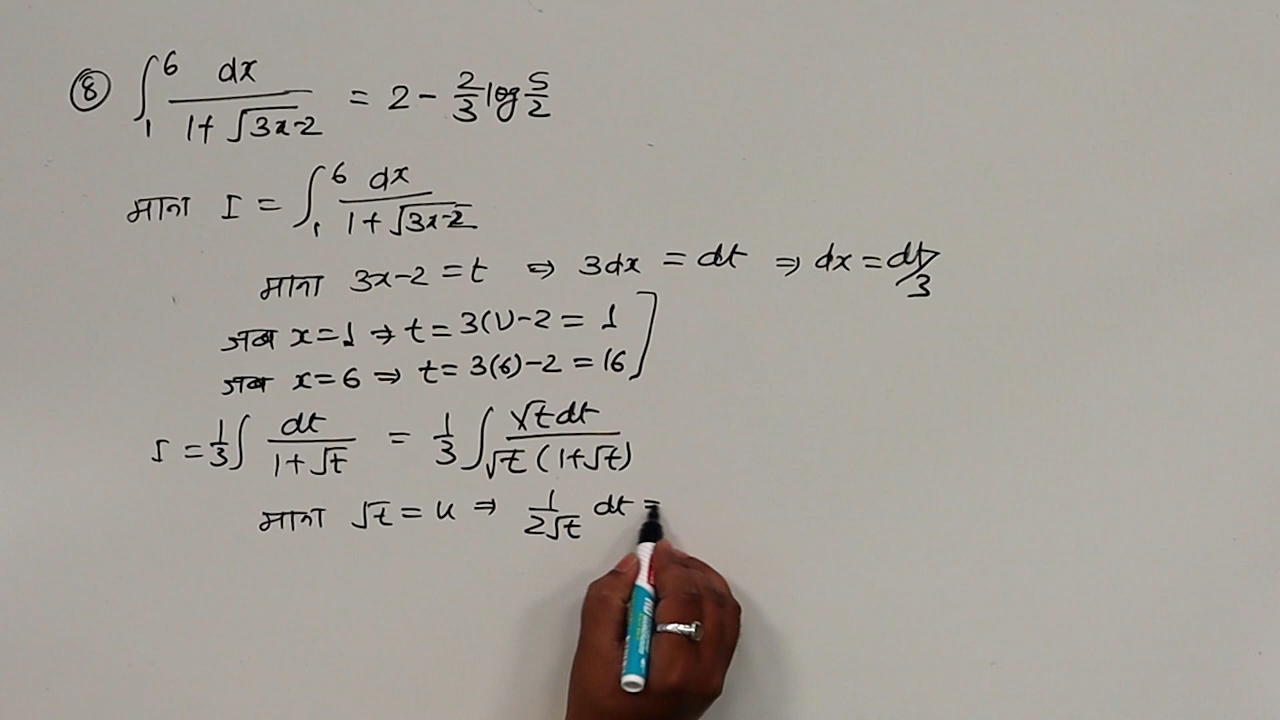 ⑧ ∫₁⁶ dx / (1+√(3x-2)) = 2 - 2/3 log 5/2
माना I = ∫₁⁶ dx / (1+√(3x-2))
माना 3x-2 = t ⇒ 3dx = dt ⇒ dx = dt/3
जब x=1 ⇒ t = 3(1)-2 = 1
जब x=6 ⇒ t = 3(6)-2 = 16 ]
I = 1/3 ∫ dt / (1+√t) = 1/3 ∫ √t dt / (√t (1+√t))
माना √t = u ⇒ 1/(2√t) dt =